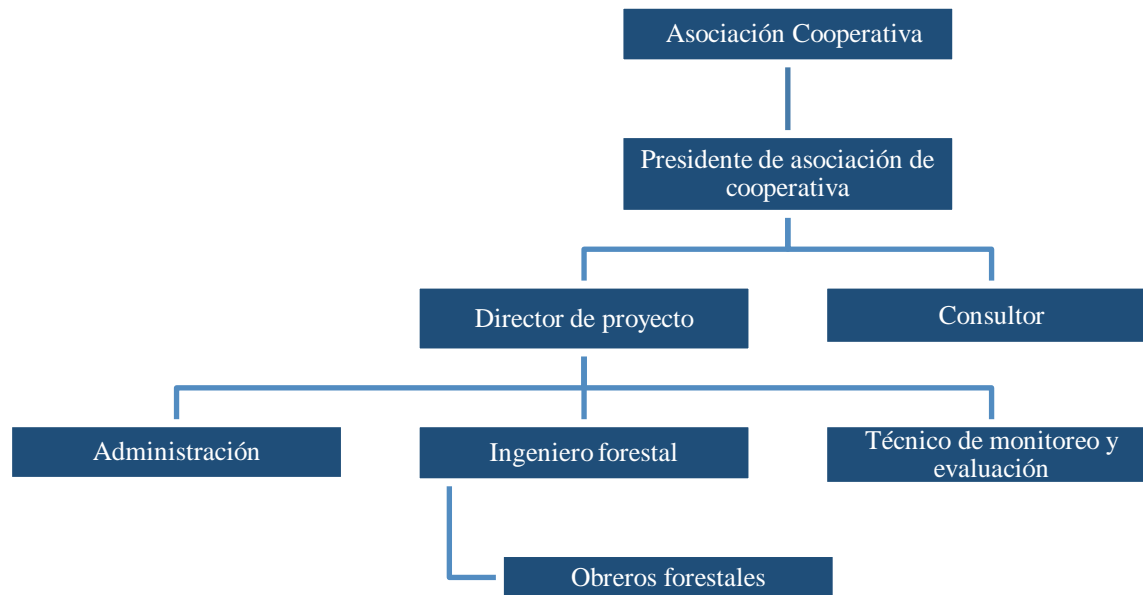 Asociación Cooperativa
Presidente de asociación de
cooperativa
Director de proyecto
Consultor
Administración
Ingeniero forestal
Técnico de monitoreo y
evaluación
Obreros forestales